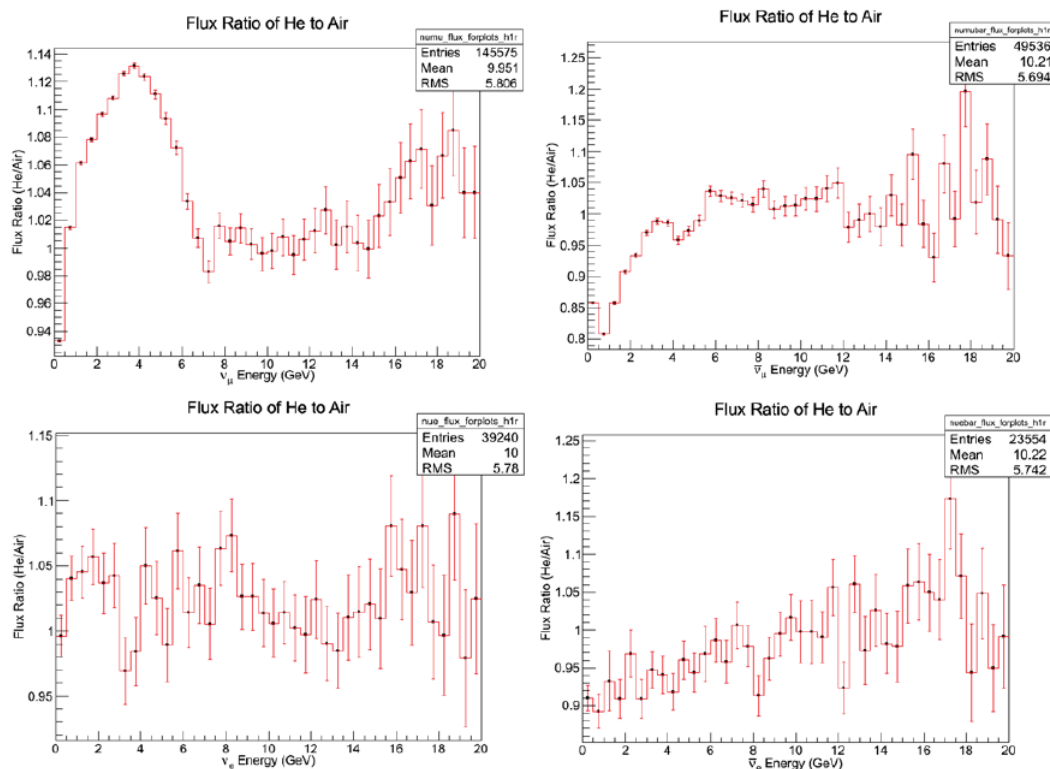 Flux Ratio of He to Air
numu_flux_forplots_h1r
Entries 145575
Mean 9.951
RMS 5.806
Flux Ratio (He/Air)
1.14
1.12
1.1
1.08
1.06
1.04
1.02
1
0.98
0.96
0.94
0 2 4 6 8 10 12 14 16 18 20
νμ Energy (GeV)
Flux Ratio of He to Air
numubar_flux_forplots_h1r
Entries 49536
Mean 10.21
RMS 5.694
Flux Ratio (He/Air)
1.25
1.2
1.15
1.1
1.05
1
0.95
0.9
0.85
0.8
0 2 4 6 8 10 12 14 16 18 20
ν̅μ Energy (GeV)
Flux Ratio of He to Air
nue_flux_forplots_h1r
Entries 39240
Mean 10
RMS 5.78
Flux Ratio (He/Air)
1.15
1.1
1.05
1
0.95
0 2 4 6 8 10 12 14 16 18 20
νe Energy (GeV)
Flux Ratio of He to Air
nuebar_flux_forplots_h1r
Entries 23554
Mean 10.22
RMS 5.742
Flux Ratio (He/Air)
1.25
1.2
1.15
1.1
1.05
1
0.95
0.9
0 2 4 6 8 10 12 14 16 18 20
ν̅e Energy (GeV)